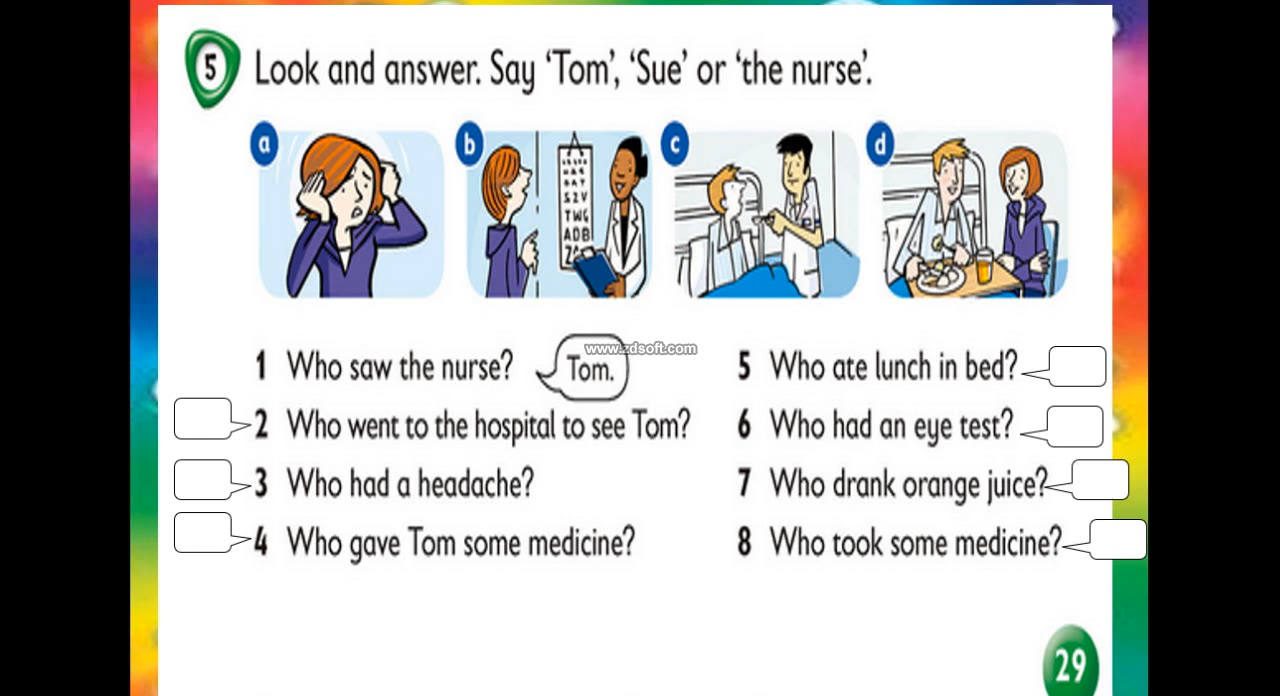 5 Look and answer. Say ‘Tom’, ‘Sue’ or ‘the nurse’.
a b c d
S Z V
T W G
A D B
www.zdsoft.com
1 Who saw the nurse? Tom.
2 Who went to the hospital to see Tom?
3 Who had a headache?
4 Who gave Tom some medicine?
5 Who ate lunch in bed?
6 Who had an eye test?
7 Who drank orange juice?
8 Who took some medicine?
29